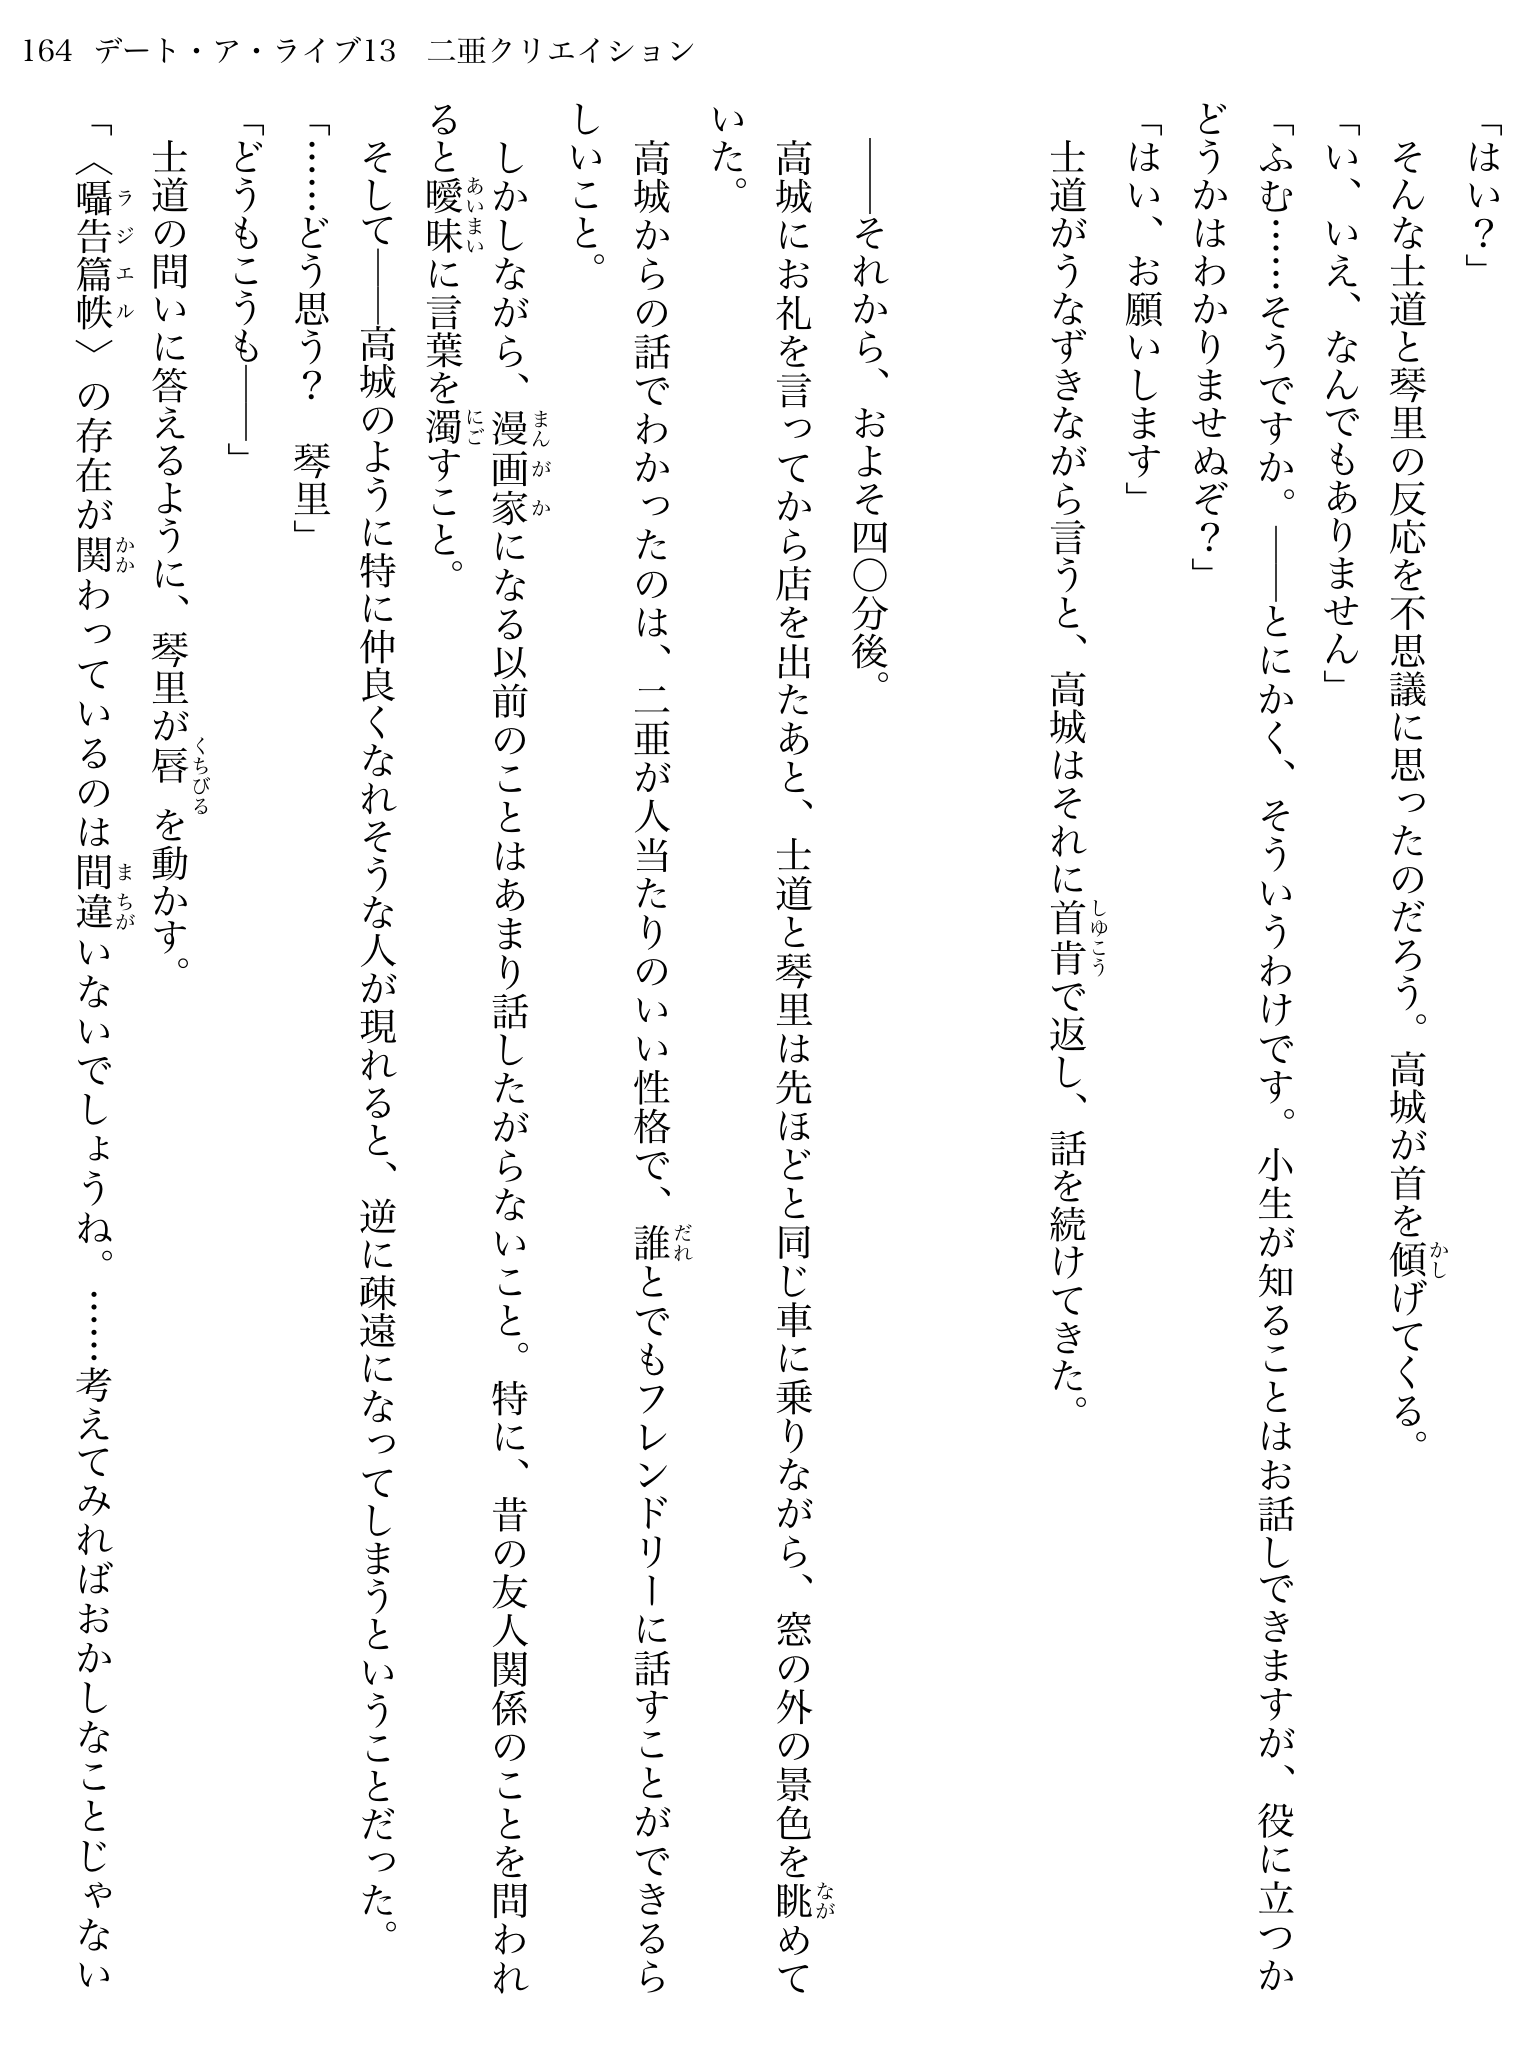 164 デート・ア・ライブ13　二亜クリエイション
「はい？」
　そんな士道と琴里の反応を不思議に思ったのだろう。高城が首を傾げてくる。
「い、いえ、なんでもありません」
「ふむ……そうですか。――とにかく、そういうわけです。小生が知ることはお話しできますが、役に立つか
どうかはわかりませぬぞ？」
「はい、お願いします」
　士道がうなずきながら言うと、高城はそれに首肯で返し、話を続けてきた。
　――それから、およそ四〇分後。
　高城にお礼を言ってから店を出たあと、士道と琴里は先ほどと同じ車に乗りながら、窓の外の景色を眺めて
いた。
　高城からの話でわかったのは、二亜が人当たりのいい性格で、誰とでもフレンドリーに話すことができるら
しいこと。
　しかしながら、漫画家になる以前のことはあまり話したがらないこと。特に、昔の友人関係のことを問われ
ると曖昧に言葉を濁すこと。
　そして――高城のように特に仲良くなれそうな人が現れると、逆に疎遠になってしまうということだった。
「……どう思う？　琴里」
「どうもこうも――」
　士道の問いに答えるように、琴里が唇を動かす。
「〈囁告篇帙〉の存在が関わっているのは間違いないでしょうね。……考えてみればおかしなことじゃない